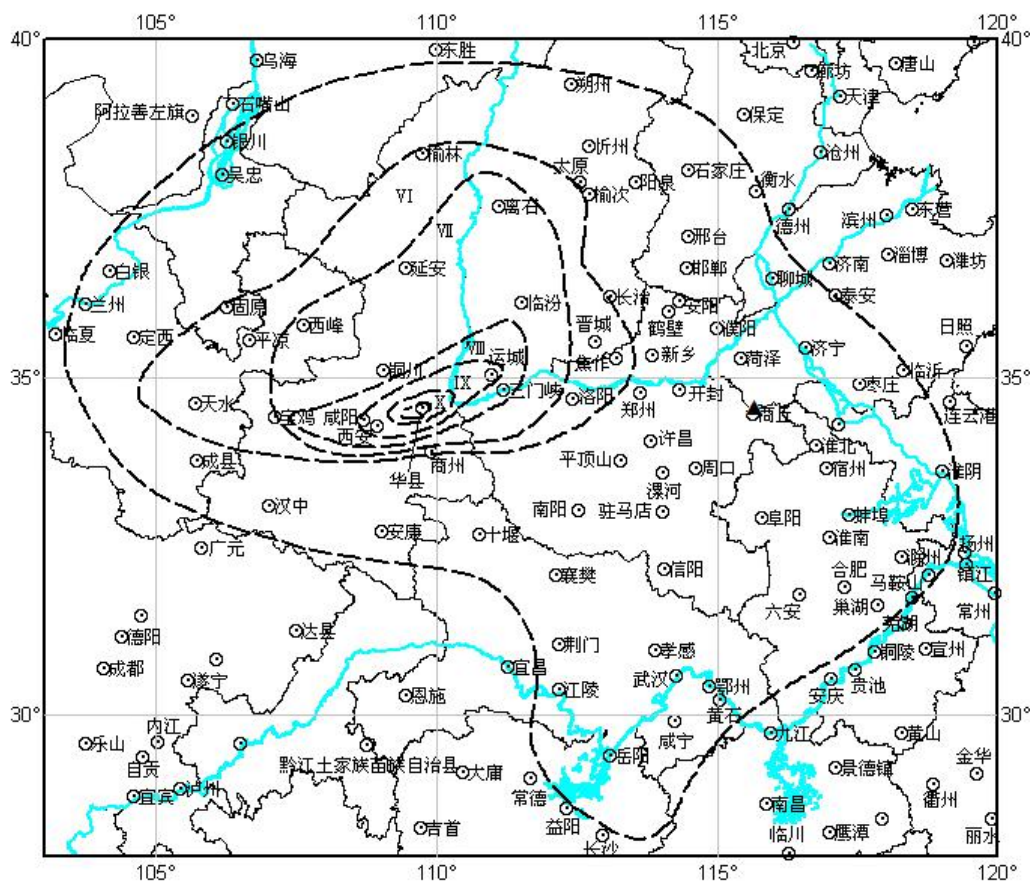 105° 110° 115° 120°
40° 40°
东胜
北京
乌海
唐山
廊坊
朔州
天津
石嘴山
阿拉善左旗
保定
银川
榆林
忻州
沧州
太原
石家庄
吴忠
阳泉
衡水
VI
榆次
离石
德州
滨州
东营
VII
邢台
白银
延安
邯郸
聊城
济南
淄博
潍坊
兰州
固原
临汾
长治
安阳
泰安
临夏
定西
西峰
平凉
晋城
鹤壁
濮阳
日照
VIII
运城
焦作
新乡
菏泽
济宁
35° 35°
铜川
IX
三门峡
洛阳
郑州
开封
枣庄
临沂
天水
宝鸡
咸阳
X
商丘
连云港
西安
许昌
淮北
成县
商州
平顶山
周口
宿州
淮阴
华县
漯河
汉中
南阳
驻马店
阜阳
蚌埠
安康
十堰
淮南
扬州
广元
滁州
襄樊
信阳
合肥
马鞍山
镇江
六安
巢湖
常州
芜湖
达县
德阳
荆门
孝感
铜陵
宣州
成都
宜昌
武汉
遂宁
恩施
江陵
鄂州
安庆
贵池
黄石
30° 30°
内江
乐山
咸宁
九江
黄山
自贡
黔江土家族苗族自治县
大庸
岳阳
景德镇
金华
宜宾
泸州
常德
衢州
益阳
南昌
吉首
长沙
临川
鹰潭
丽水
105° 110° 115° 120°